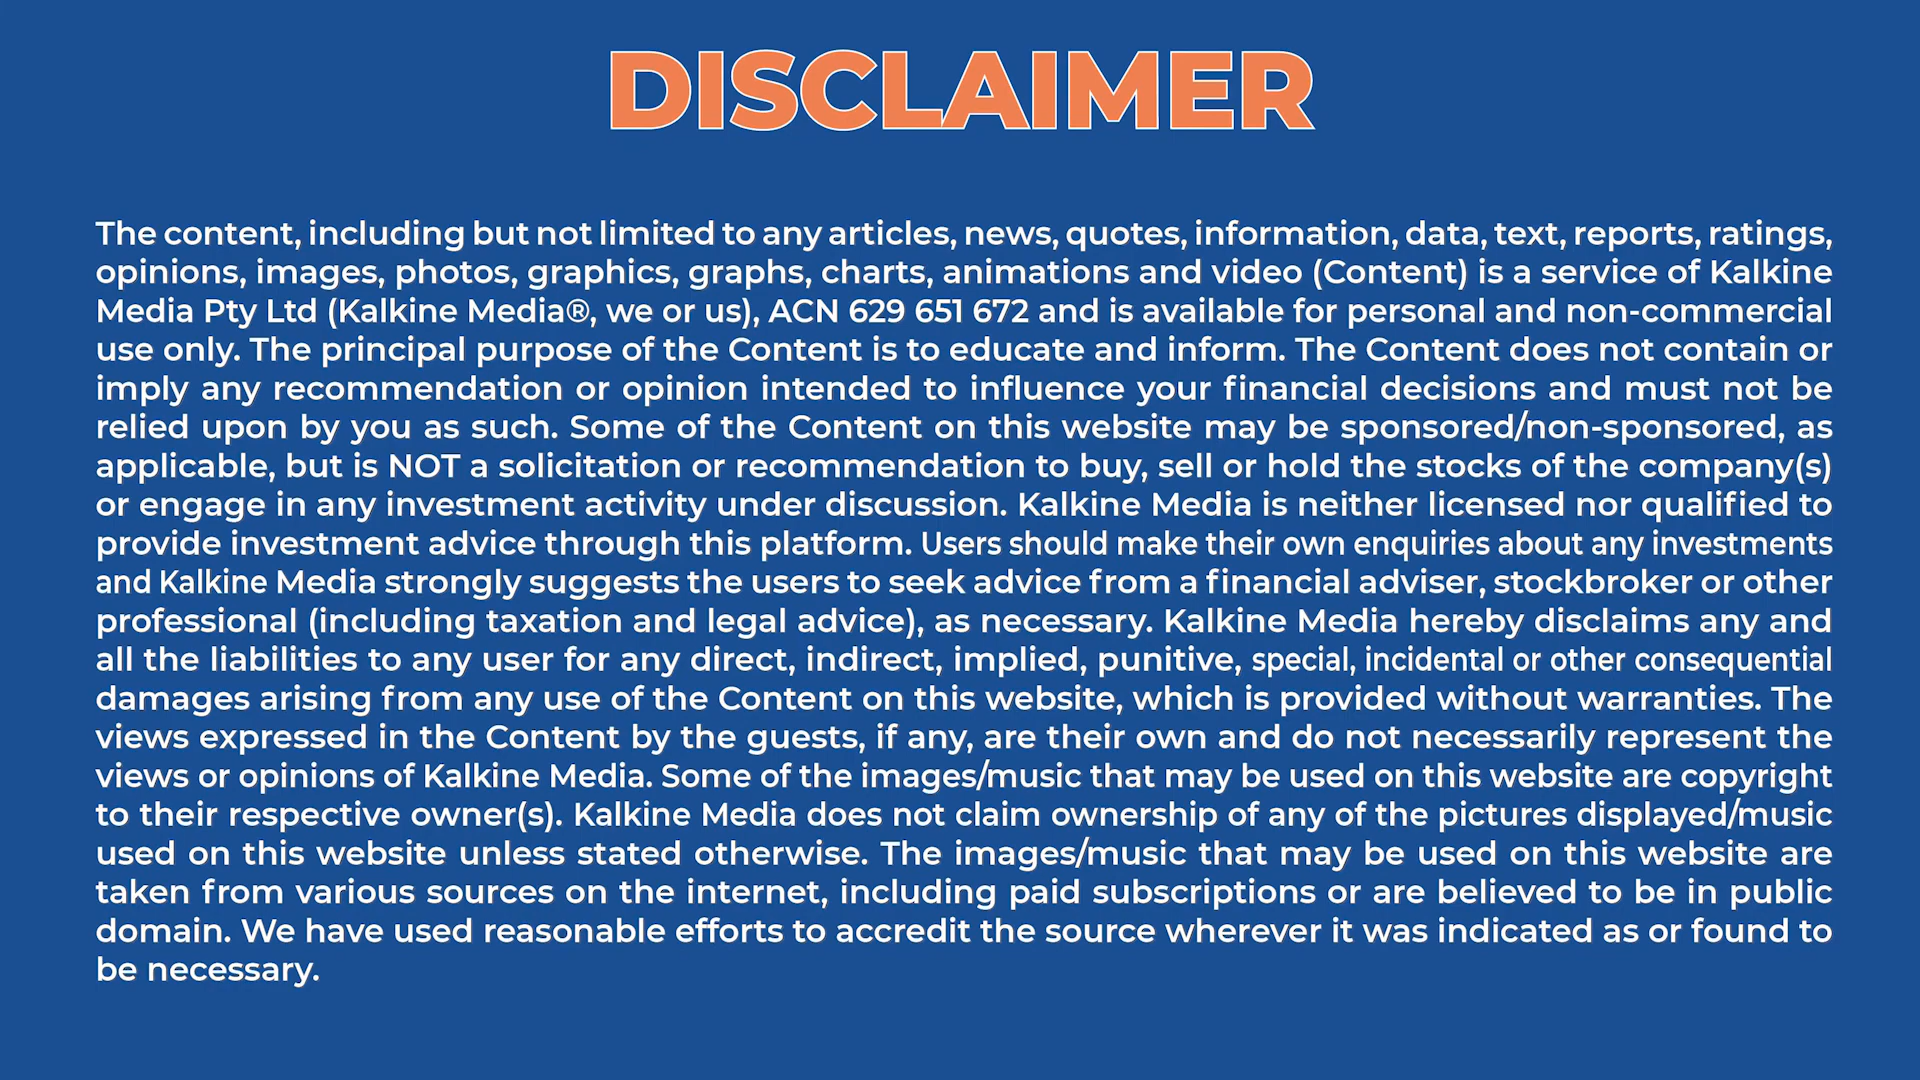 DISCLAIMER
The content, including but not limited to any articles, news, quotes, information, data, text, reports, ratings,
opinions, images, photos, graphics, graphs, charts, animations and video (Content) is a service of Kalkine
Media Pty Ltd (Kalkine Media®, we or us), ACN 629 651 672 and is available for personal and non-commercial
use only. The principal purpose of the Content is to educate and inform. The Content does not contain or
imply any recommendation or opinion intended to influence your financial decisions and must not be
relied upon by you as such. Some of the Content on this website may be sponsored/non-sponsored, as
applicable, but is NOT a solicitation or recommendation to buy, sell or hold the stocks of the company(s)
or engage in any investment activity under discussion. Kalkine Media is neither licensed nor qualified to
provide investment advice through this platform. Users should make their own enquiries about any investments
and Kalkine Media strongly suggests the users to seek advice from a financial adviser, stockbroker or other
professional (including taxation and legal advice), as necessary. Kalkine Media hereby disclaims any and
all the liabilities to any user for any direct, indirect, implied, punitive, special, incidental or other consequential
damages arising from any use of the Content on this website, which is provided without warranties. The
views expressed in the Content by the guests, if any, are their own and do not necessarily represent the
views or opinions of Kalkine Media. Some of the images/music that may be used on this website are copyright
to their respective owner(s). Kalkine Media does not claim ownership of any of the pictures displayed/music
used on this website unless stated otherwise. The images/music that may be used on this website are
taken from various sources on the internet, including paid subscriptions or are believed to be in public
domain. We have used reasonable efforts to accredit the source wherever it was indicated as or found to
be necessary.